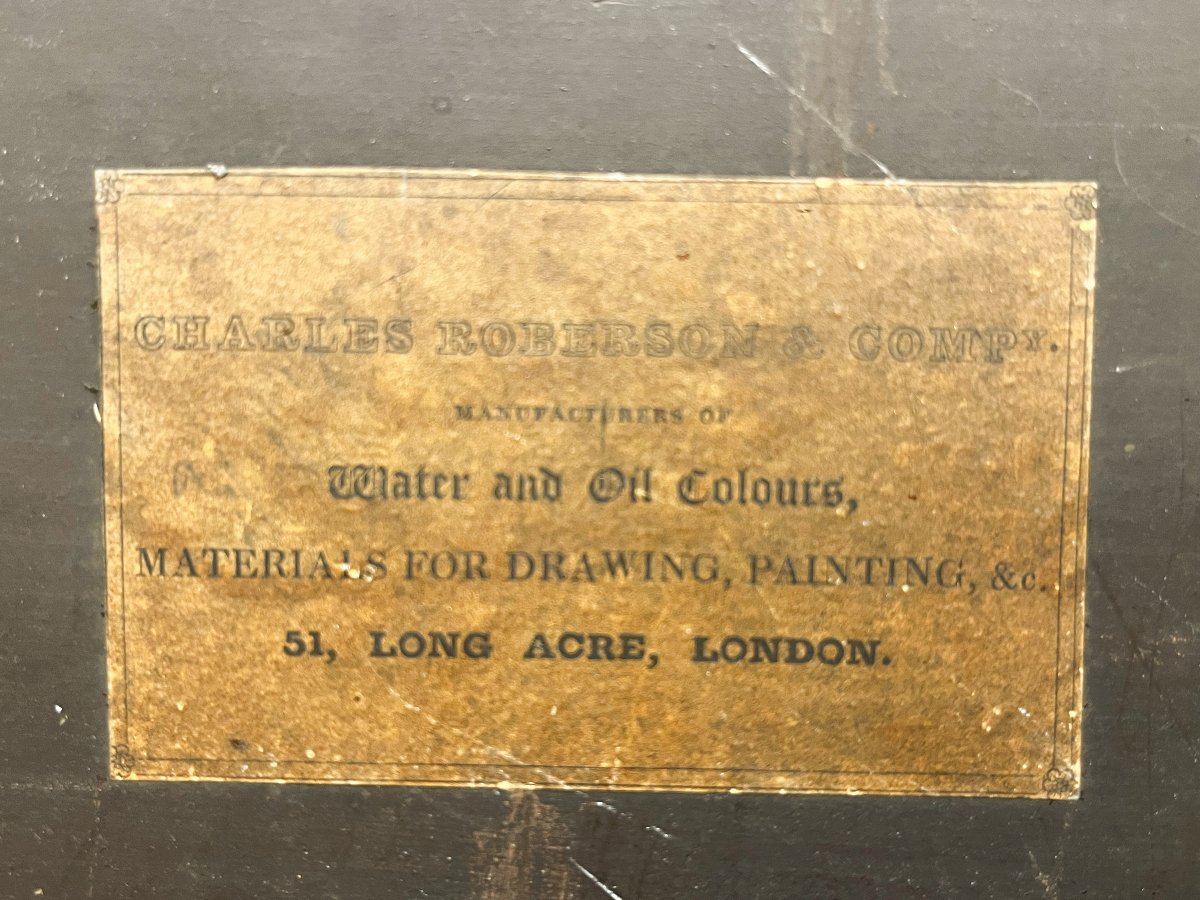 CHARLES ROBERSON & COMPY.
MANUFACTURERS OF
Water and Oil Colours,
MATERIALS FOR DRAWING, PAINTING, &c.
51, LONG ACRE, LONDON.